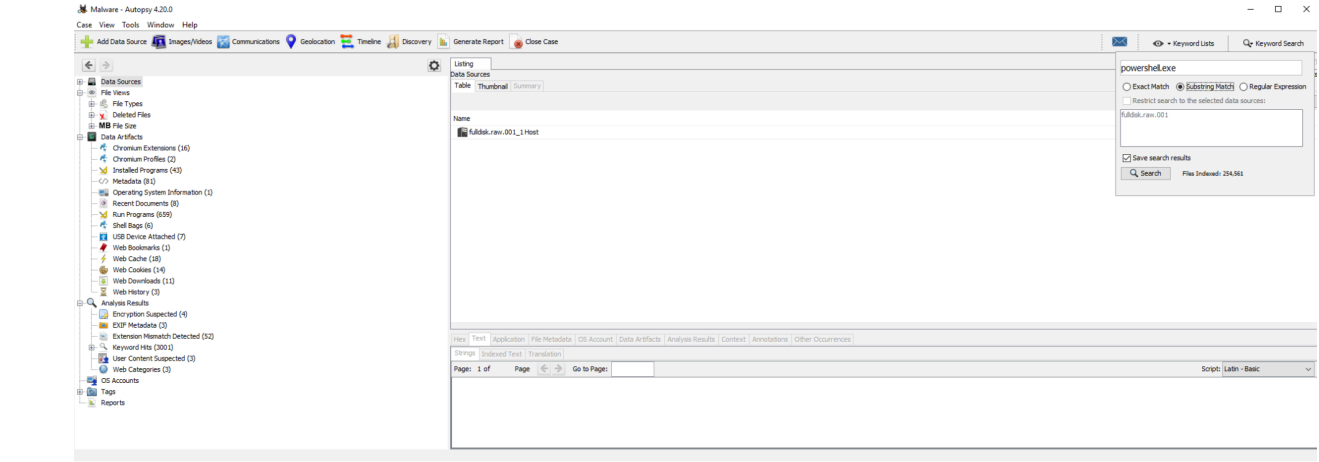 Malware - Autopsy 4.20.0
Case View Tools Window Help
Add Data Source Images/Videos Communications Geolocation Timeline Discovery Generate Report Close Case Keyword Lists Keyword Search
Listing
Data Sources
Table Thumbnail Summary
Name
fulldisk.raw.001_1 Host
powershell.exe
Exact Match Substring Match Regular Expression
Restrict search to the selected data sources:
fulldisk.raw.001
Save search results
Search Files Indexed: 254,561
Data Sources
File Views
File Types
Deleted Files
MB File Size
Data Artifacts
Chromium Extensions (16)
Chromium Profiles (2)
Installed Programs (43)
Metadata (81)
Operating System Information (1)
Recent Documents (8)
Run Programs (659)
Shell Bags (6)
USB Device Attached (7)
Web Bookmarks (1)
Web Cache (18)
Web Cookies (14)
Web Downloads (11)
Web History (3)
Analysis Results
Encryption Suspected (4)
EXIF Metadata (3)
Extension Mismatch Detected (52)
Keyword Hits (3001)
User Content Suspected (3)
Web Categories (3)
OS Accounts
Tags
Reports
Hex Text Application File Metadata OS Account Data Artifacts Analysis Results Context Annotations Other Occurrences
Strings Indexed Text Translation
Page: 1 of Page Go to Page: Script: Latin - Basic